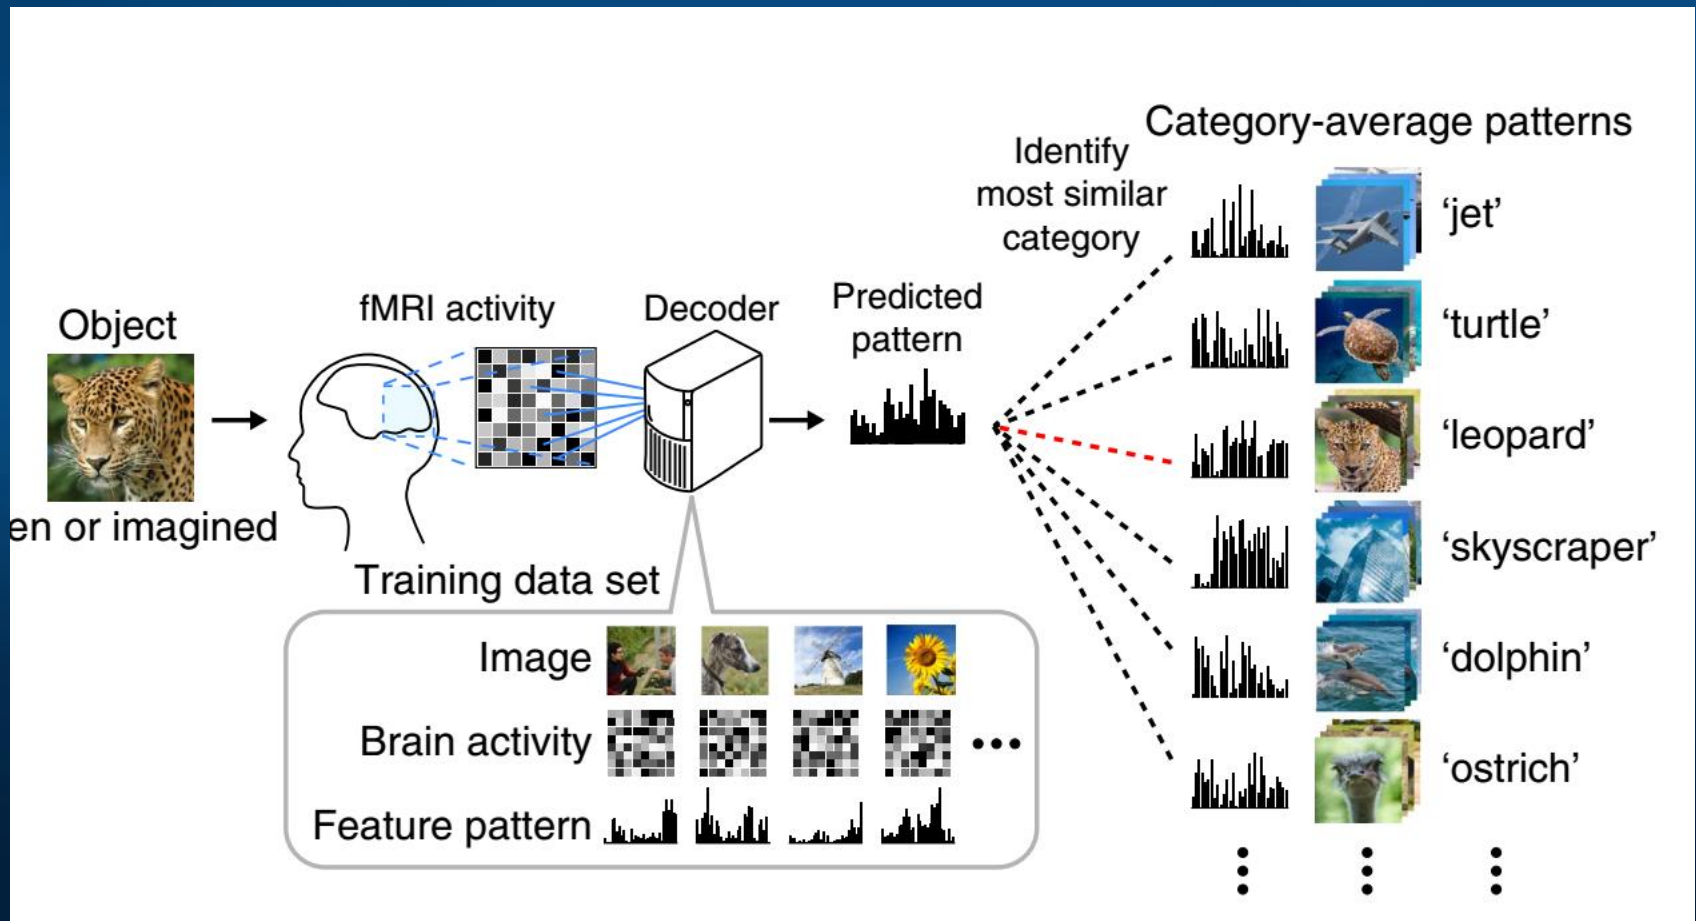 Category-average patterns
Identify
most similar
category
‘jet’
‘turtle’
‘leopard’
‘skyscraper’
‘dolphin’
‘ostrich’
Object
en or imagined
fMRI activity
Decoder
Predicted
pattern
Training data set
Image
Brain activity
Feature pattern